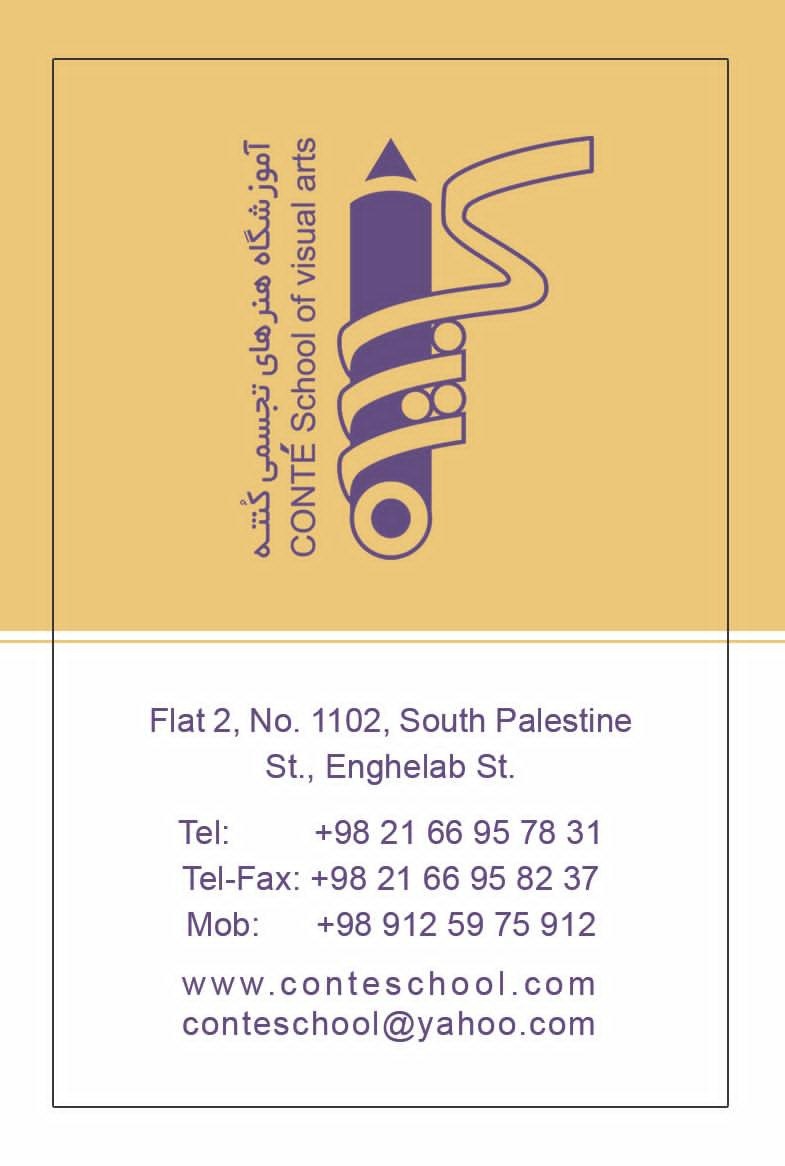 آموزشگاه هنرهای تجسمی کُنته
CONTÉ School of visual arts
کنته
Flat 2, No. 1102, South Palestine
St., Enghelab St.
Tel: +98 21 66 95 78 31
Tel-Fax: +98 21 66 95 82 37
Mob: +98 912 59 75 912
www.conteschool.com
conteschool@yahoo.com